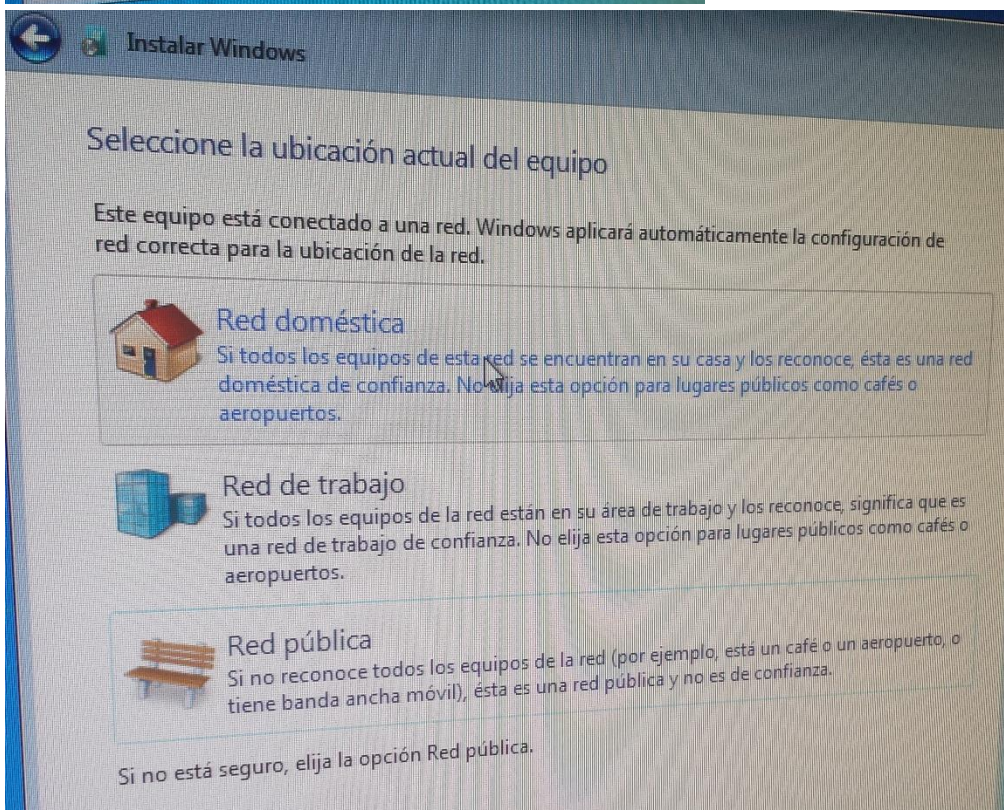 Instalar Windows
Seleccione la ubicación actual del equipo
Este equipo está conectado a una red. Windows aplicará automáticamente la configuración de
red correcta para la ubicación de la red.
Red doméstica
Si todos los equipos de esta red se encuentran en su casa y los reconoce, ésta es una red
doméstica de confianza. No elija esta opción para lugares públicos como cafés o
aeropuertos.
Red de trabajo
Si todos los equipos de la red están en su área de trabajo y los reconoce, significa que es
una red de trabajo de confianza. No elija esta opción para lugares públicos como cafés o
aeropuertos.
Red pública
Si no reconoce todos los equipos de la red (por ejemplo, está un café o un aeropuerto, o
tiene banda ancha móvil), ésta es una red pública y no es de confianza.
Si no está seguro, elija la opción Red pública.